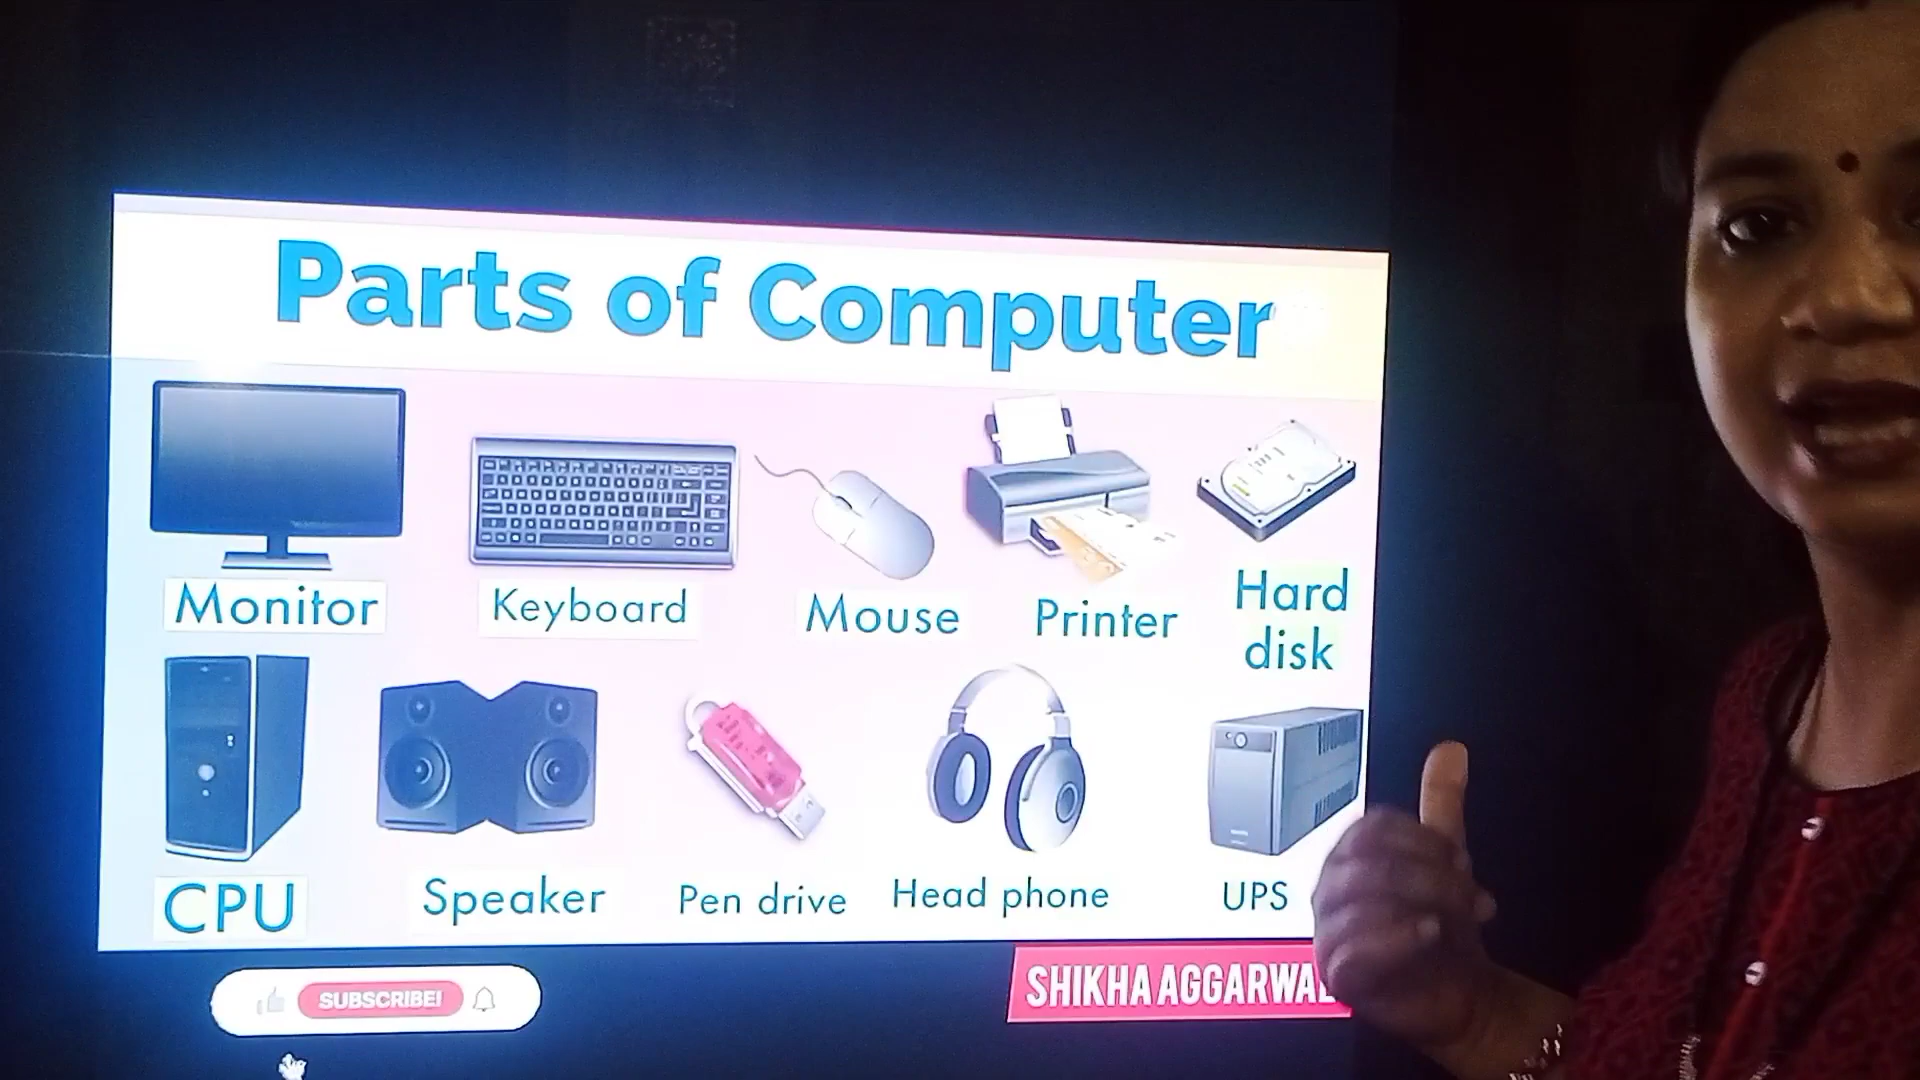 Parts of Computer
Monitor
Keyboard
Mouse
Printer
Hard
disk
CPU
Speaker
Pen drive
Head phone
UPS
SUBSCRIBE!
SHIKHA AGGARWAL